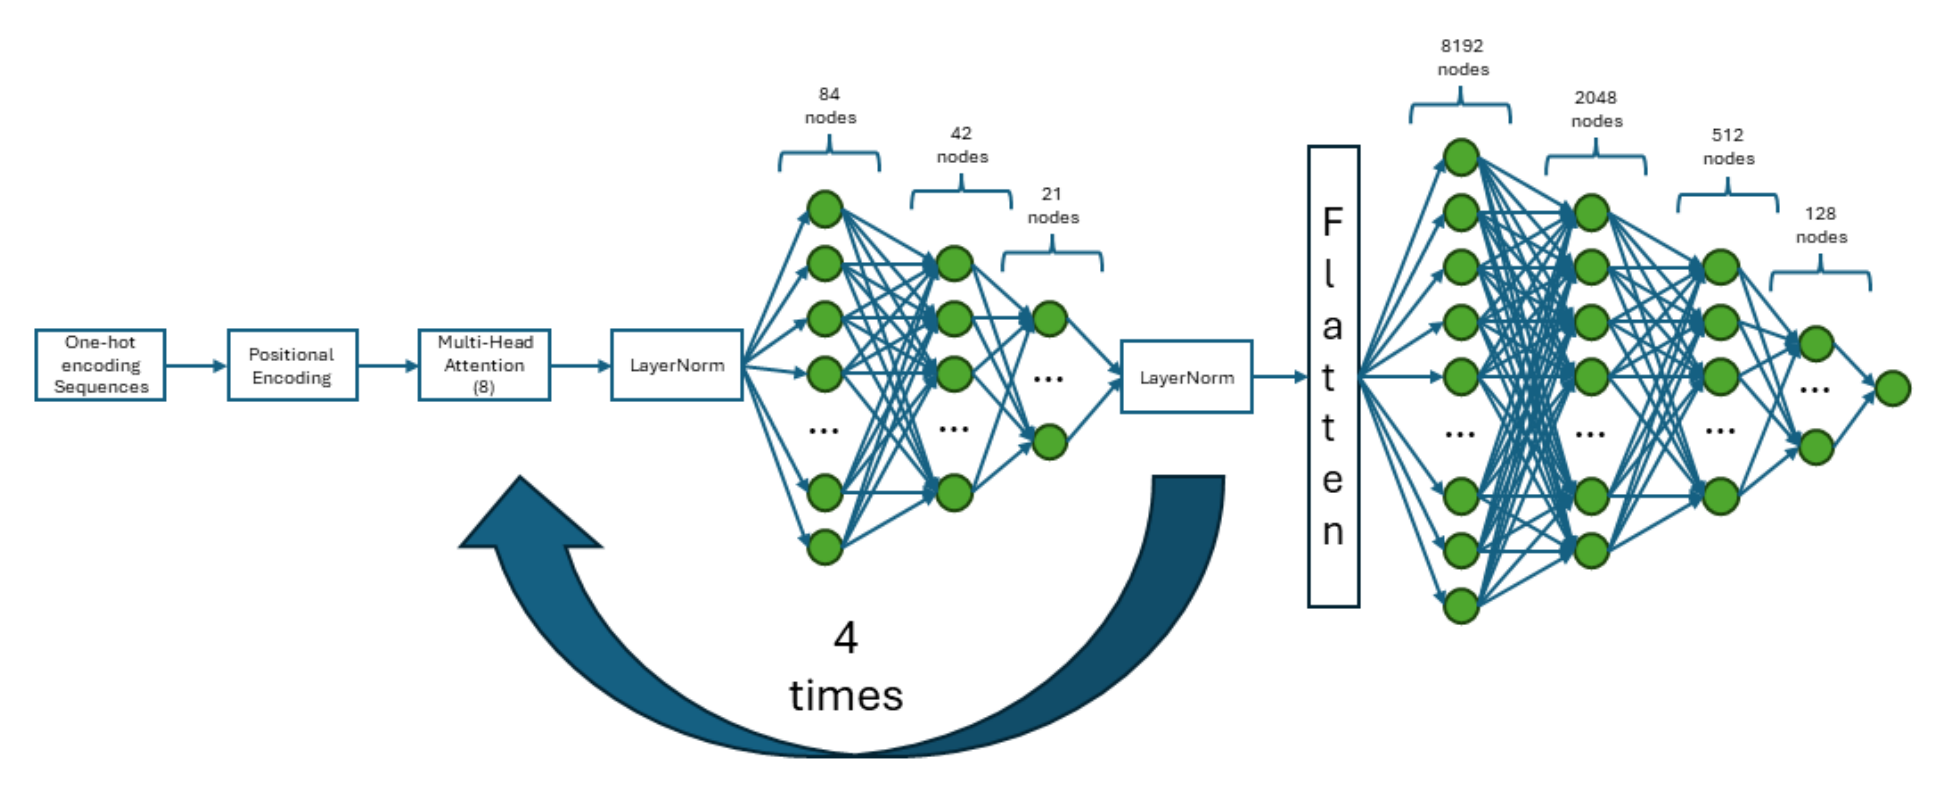 One-hot
encoding
Sequences
Positional
Encoding
Multi-Head
Attention
(8)
LayerNorm
84
nodes
42
nodes
21
nodes
...
...
...
LayerNorm
4
times
F
l
a
t
t
e
n
8192
nodes
2048
nodes
512
nodes
128
nodes
...
...
...
...